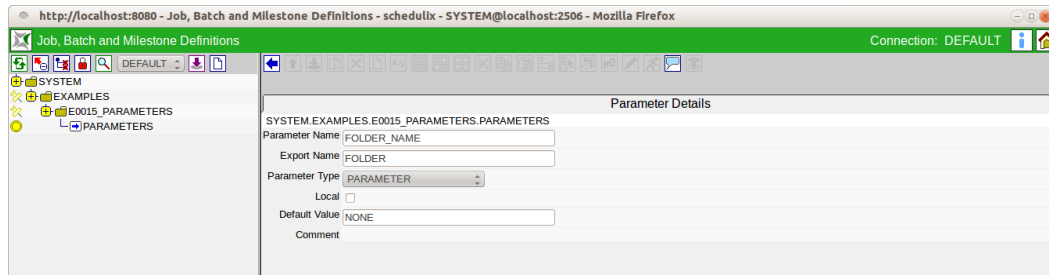 http://localhost:8080 - Job, Batch and Milestone Definitions - schedulix - SYSTEM@localhost:2506 - Mozilla Firefox
Job, Batch and Milestone Definitions
Connection: DEFAULT
DEFAULT
SYSTEM
EXAMPLES
E0015_PARAMETERS
PARAMETERS
Parameter Details
SYSTEM.EXAMPLES.E0015_PARAMETERS.PARAMETERS
Parameter Name FOLDER_NAME
Export Name FOLDER
Parameter Type PARAMETER
Local
Default Value NONE
Comment